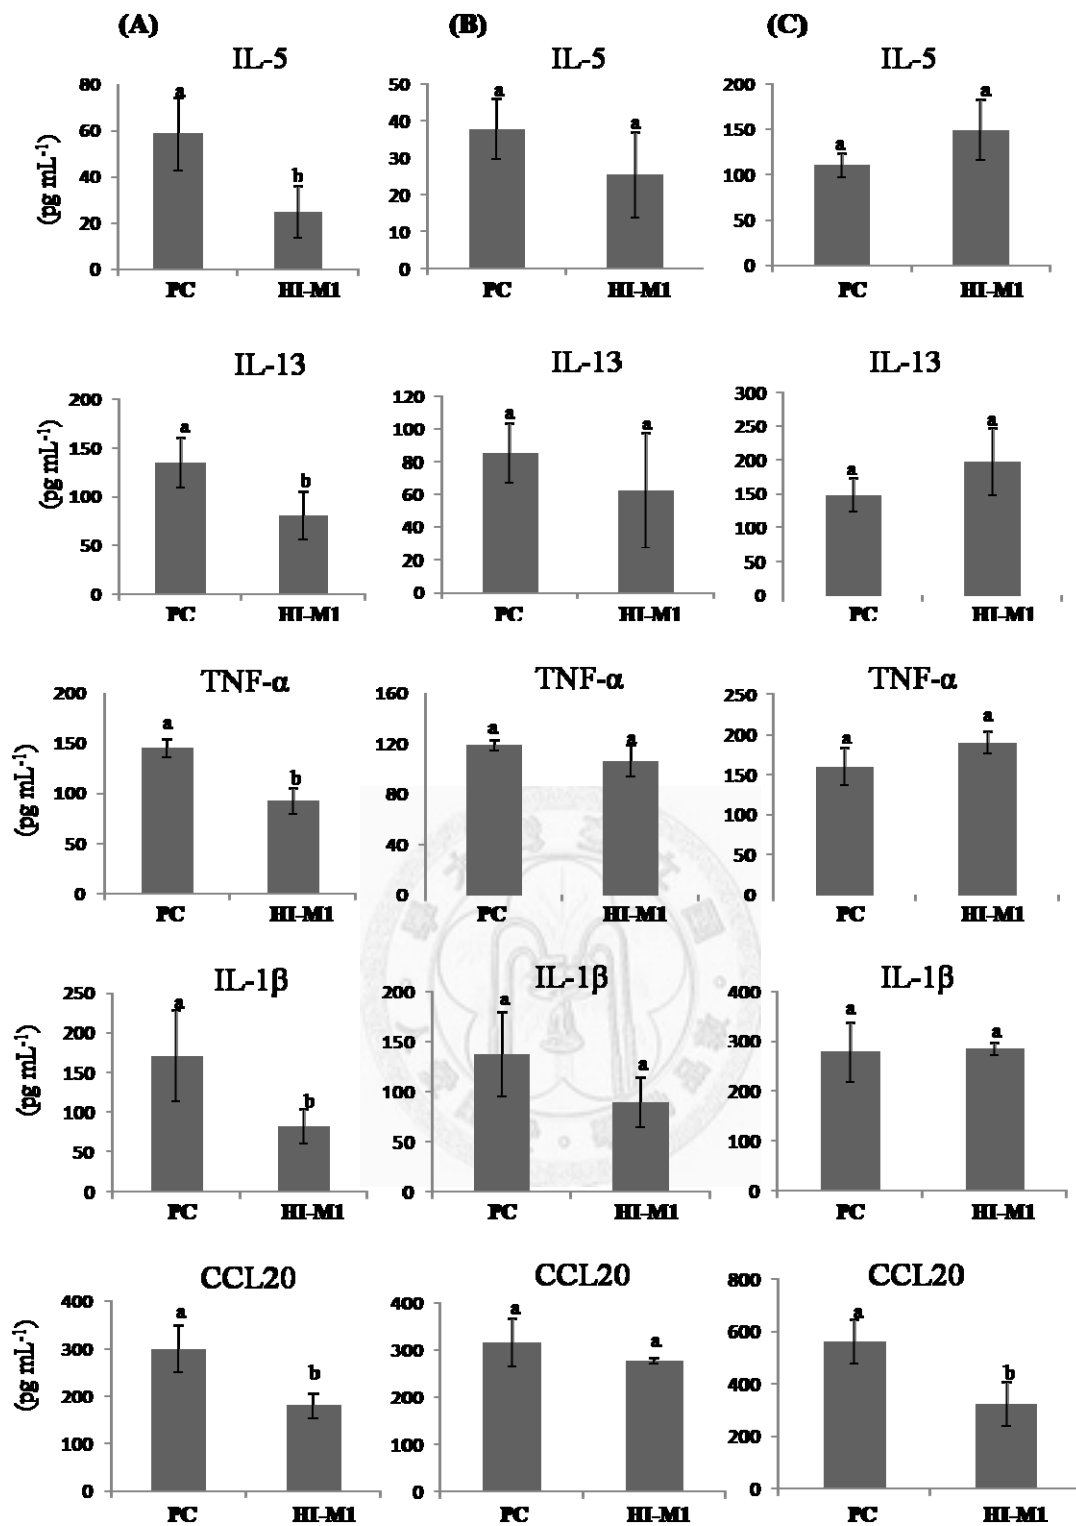 (A) (B) (C)
IL-5 IL-5 IL-5
(pg mL-1)
80 60 40 20 0
a b
PC HI-M1
50 40 30 20 10 0
a a
PC HI-M1
200 150 100 50 0
a a
PC HI-M1
IL-13 IL-13 IL-13
(pg mL-1)
200 150 100 50 0
a b
PC HI-M1
120 100 80 60 40 20 0
a a
PC HI-M1
300 250 200 150 100 50 0
a a
PC HI-M1
TNF-α TNF-α TNF-α
(pg mL-1)
200 150 100 50 0
a b
PC HI-M1
160 120 80 40 0
a a
PC HI-M1
250 200 150 100 50 0
a a
PC HI-M1
IL-1β IL-1β IL-1β
(pg mL-1)
250 200 150 100 50 0
a b
PC HI-M1
200 150 100 50 0
a a
PC HI-M1
400 300 200 100 0
a a
PC HI-M1
CCL20 CCL20 CCL20
(pg mL-1)
400 300 200 100 0
a b
PC HI-M1
400 300 200 100 0
a a
PC HI-M1
800 600 400 200 0
a b
PC HI-M1